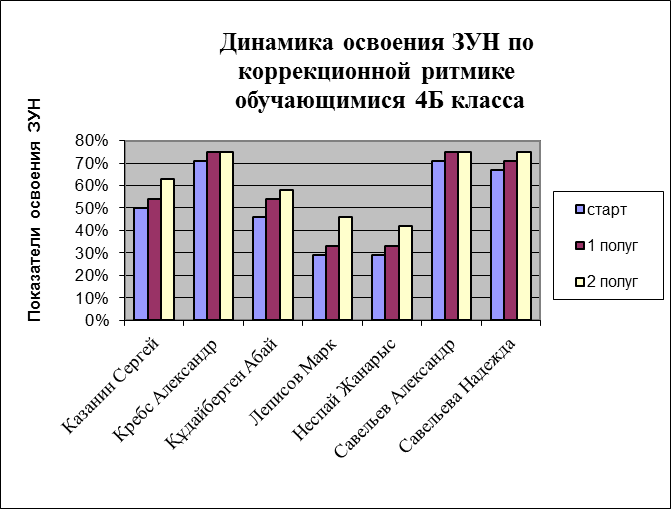 Динамика освоения ЗУН по
коррекционной ритмике
обучающимися 4Б класса
Показатели освоения ЗУН
80%
70%
60%
50%
40%
30%
20%
10%
0%
Казанин Сергей
Кребс Александр
Құдайберген Абай
Леписов Марк
Неспай Жанарыс
Савельев Александр
Савельева Надежда
старт
1 полуг
2 полуг